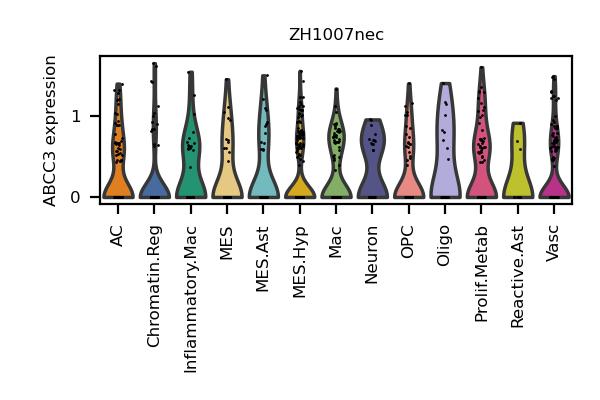 ZH1007nec
ABCC3 expression
1
0
AC
Chromatin.Reg
Inflammatory.Mac
MES
MES.Ast
MES.Hyp
Mac
Neuron
OPC
Oligo
Prolif.Metab
Reactive.Ast
Vasc